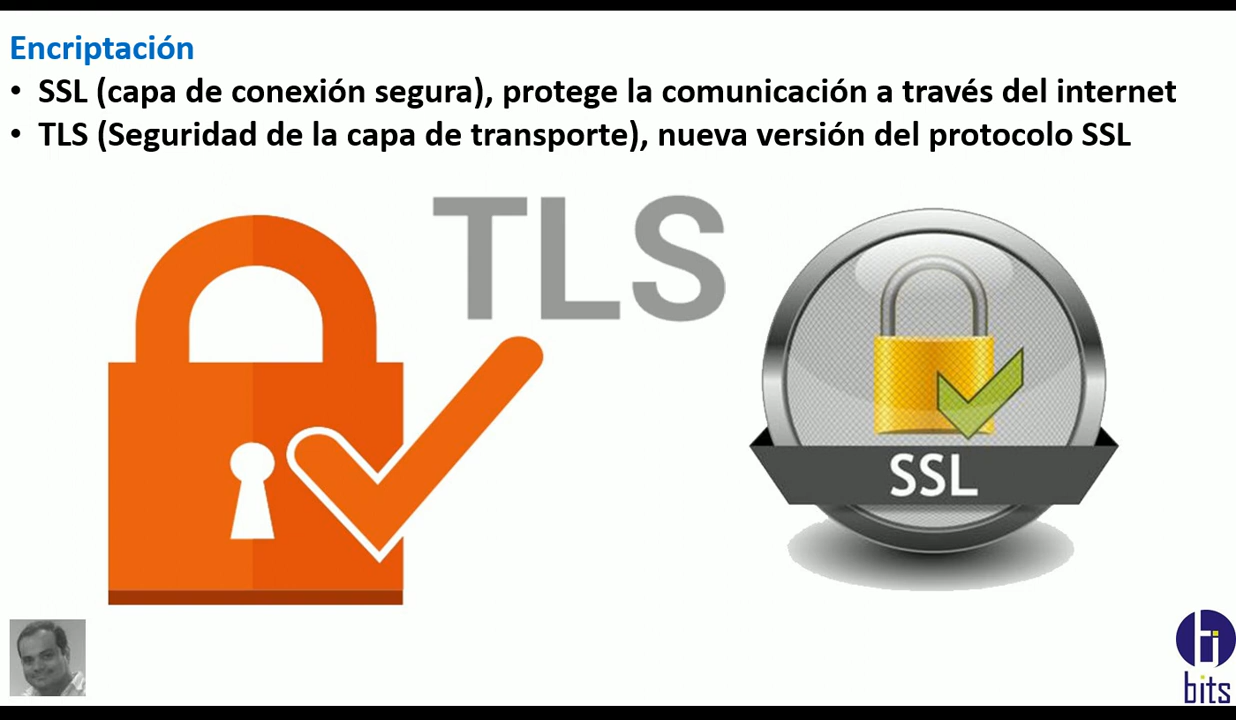 Encriptación
• SSL (capa de conexión segura), protege la comunicación a través del internet
• TLS (Seguridad de la capa de transporte), nueva versión del protocolo SSL
TLS
SSL
bits